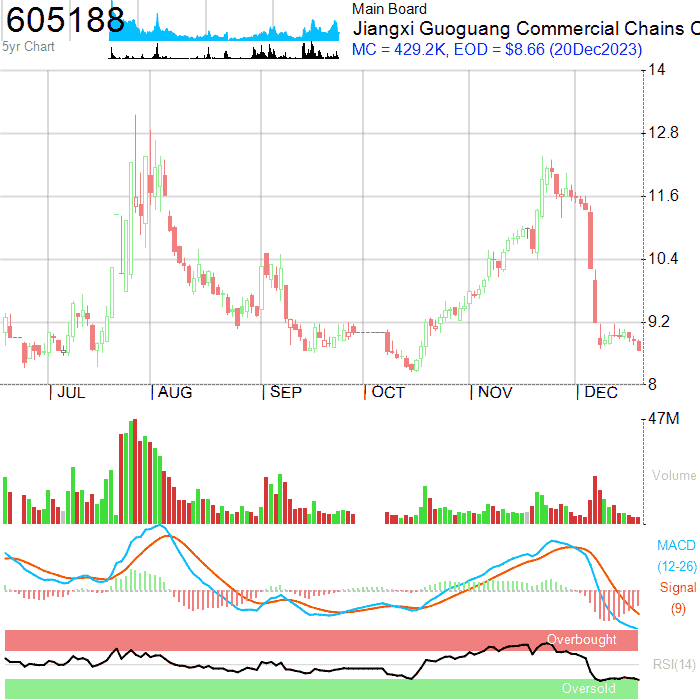 605188
5yr Chart
Main Board
Jiangxi Guoguang Commercial Chains C
MC = 429.2K, EOD = $8.66 (20Dec2023)
14
12.8
11.6
10.4
9.2
8
JUL
AUG
SEP
OCT
NOV
DEC
47M
Volume
MACD
(12-26)
Signal
(9)
Overbought
RSI(14)
Oversold